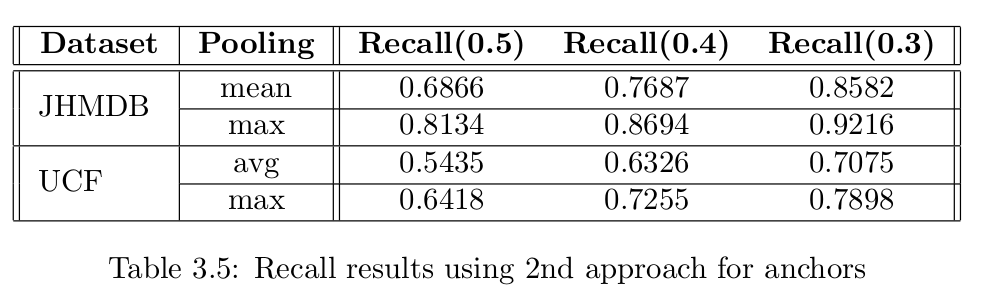 Dataset Pooling Recall(0.5) Recall(0.4) Recall(0.3)
JHMDB mean 0.6866 0.7687 0.8582
max 0.8134 0.8694 0.9216
UCF avg 0.5435 0.6326 0.7075
max 0.6418 0.7255 0.7898
Table 3.5: Recall results using 2nd approach for anchors